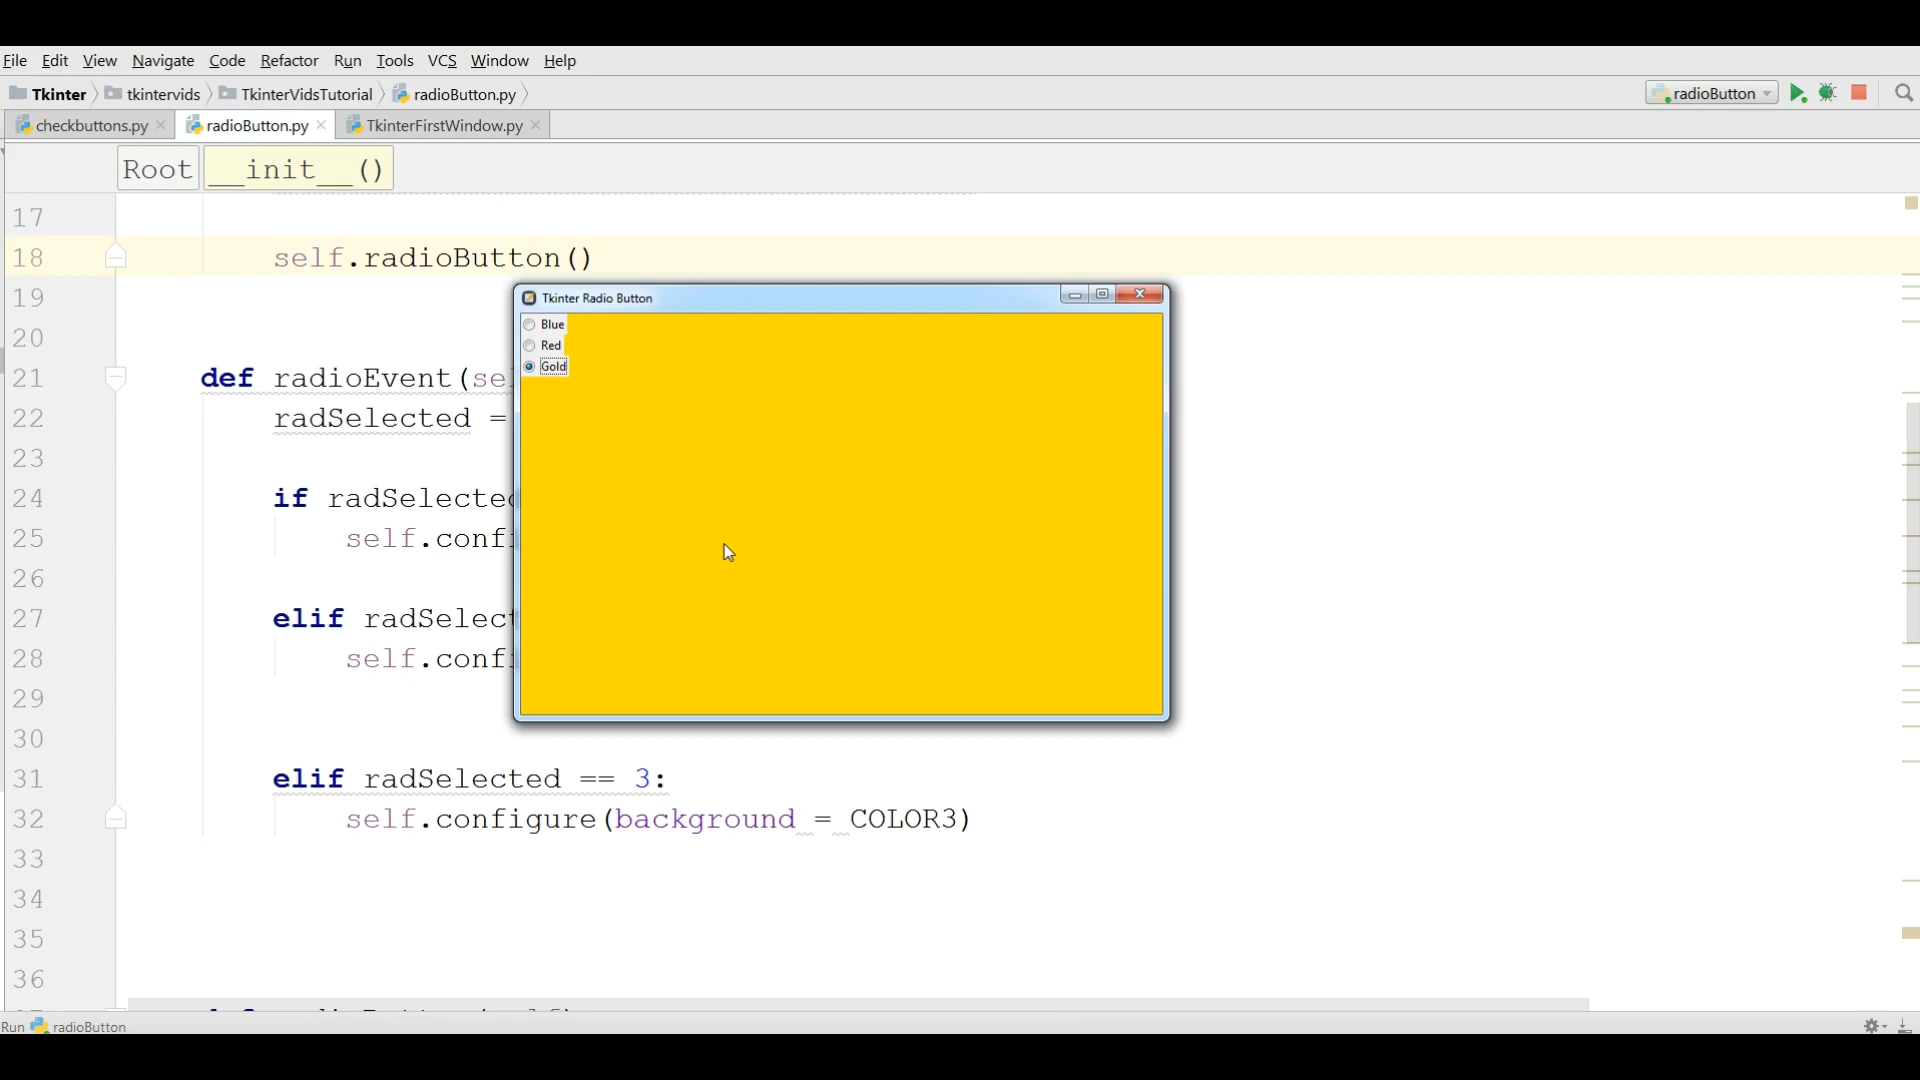 File Edit View Navigate Code Refactor Run Tools VCS Window Help
Tkinter tkintervids TkinterVidsTutorial radioButton.py radioButton
checkbuttons.py radioButton.py TkinterFirstWindow.py
Root __init__()
17
18 self.radioButton()
19
Tkinter Radio Button
Blue
Red
Gold
20
21 def radioEvent(sel
22 radSelected =
23
24 if radSelected
25 self.confi
26
27 elif radSelect
28 self.confi
29
30
31 elif radSelected == 3:
32 self.configure(background = COLOR3)
33
34
35
36
Run radioButton